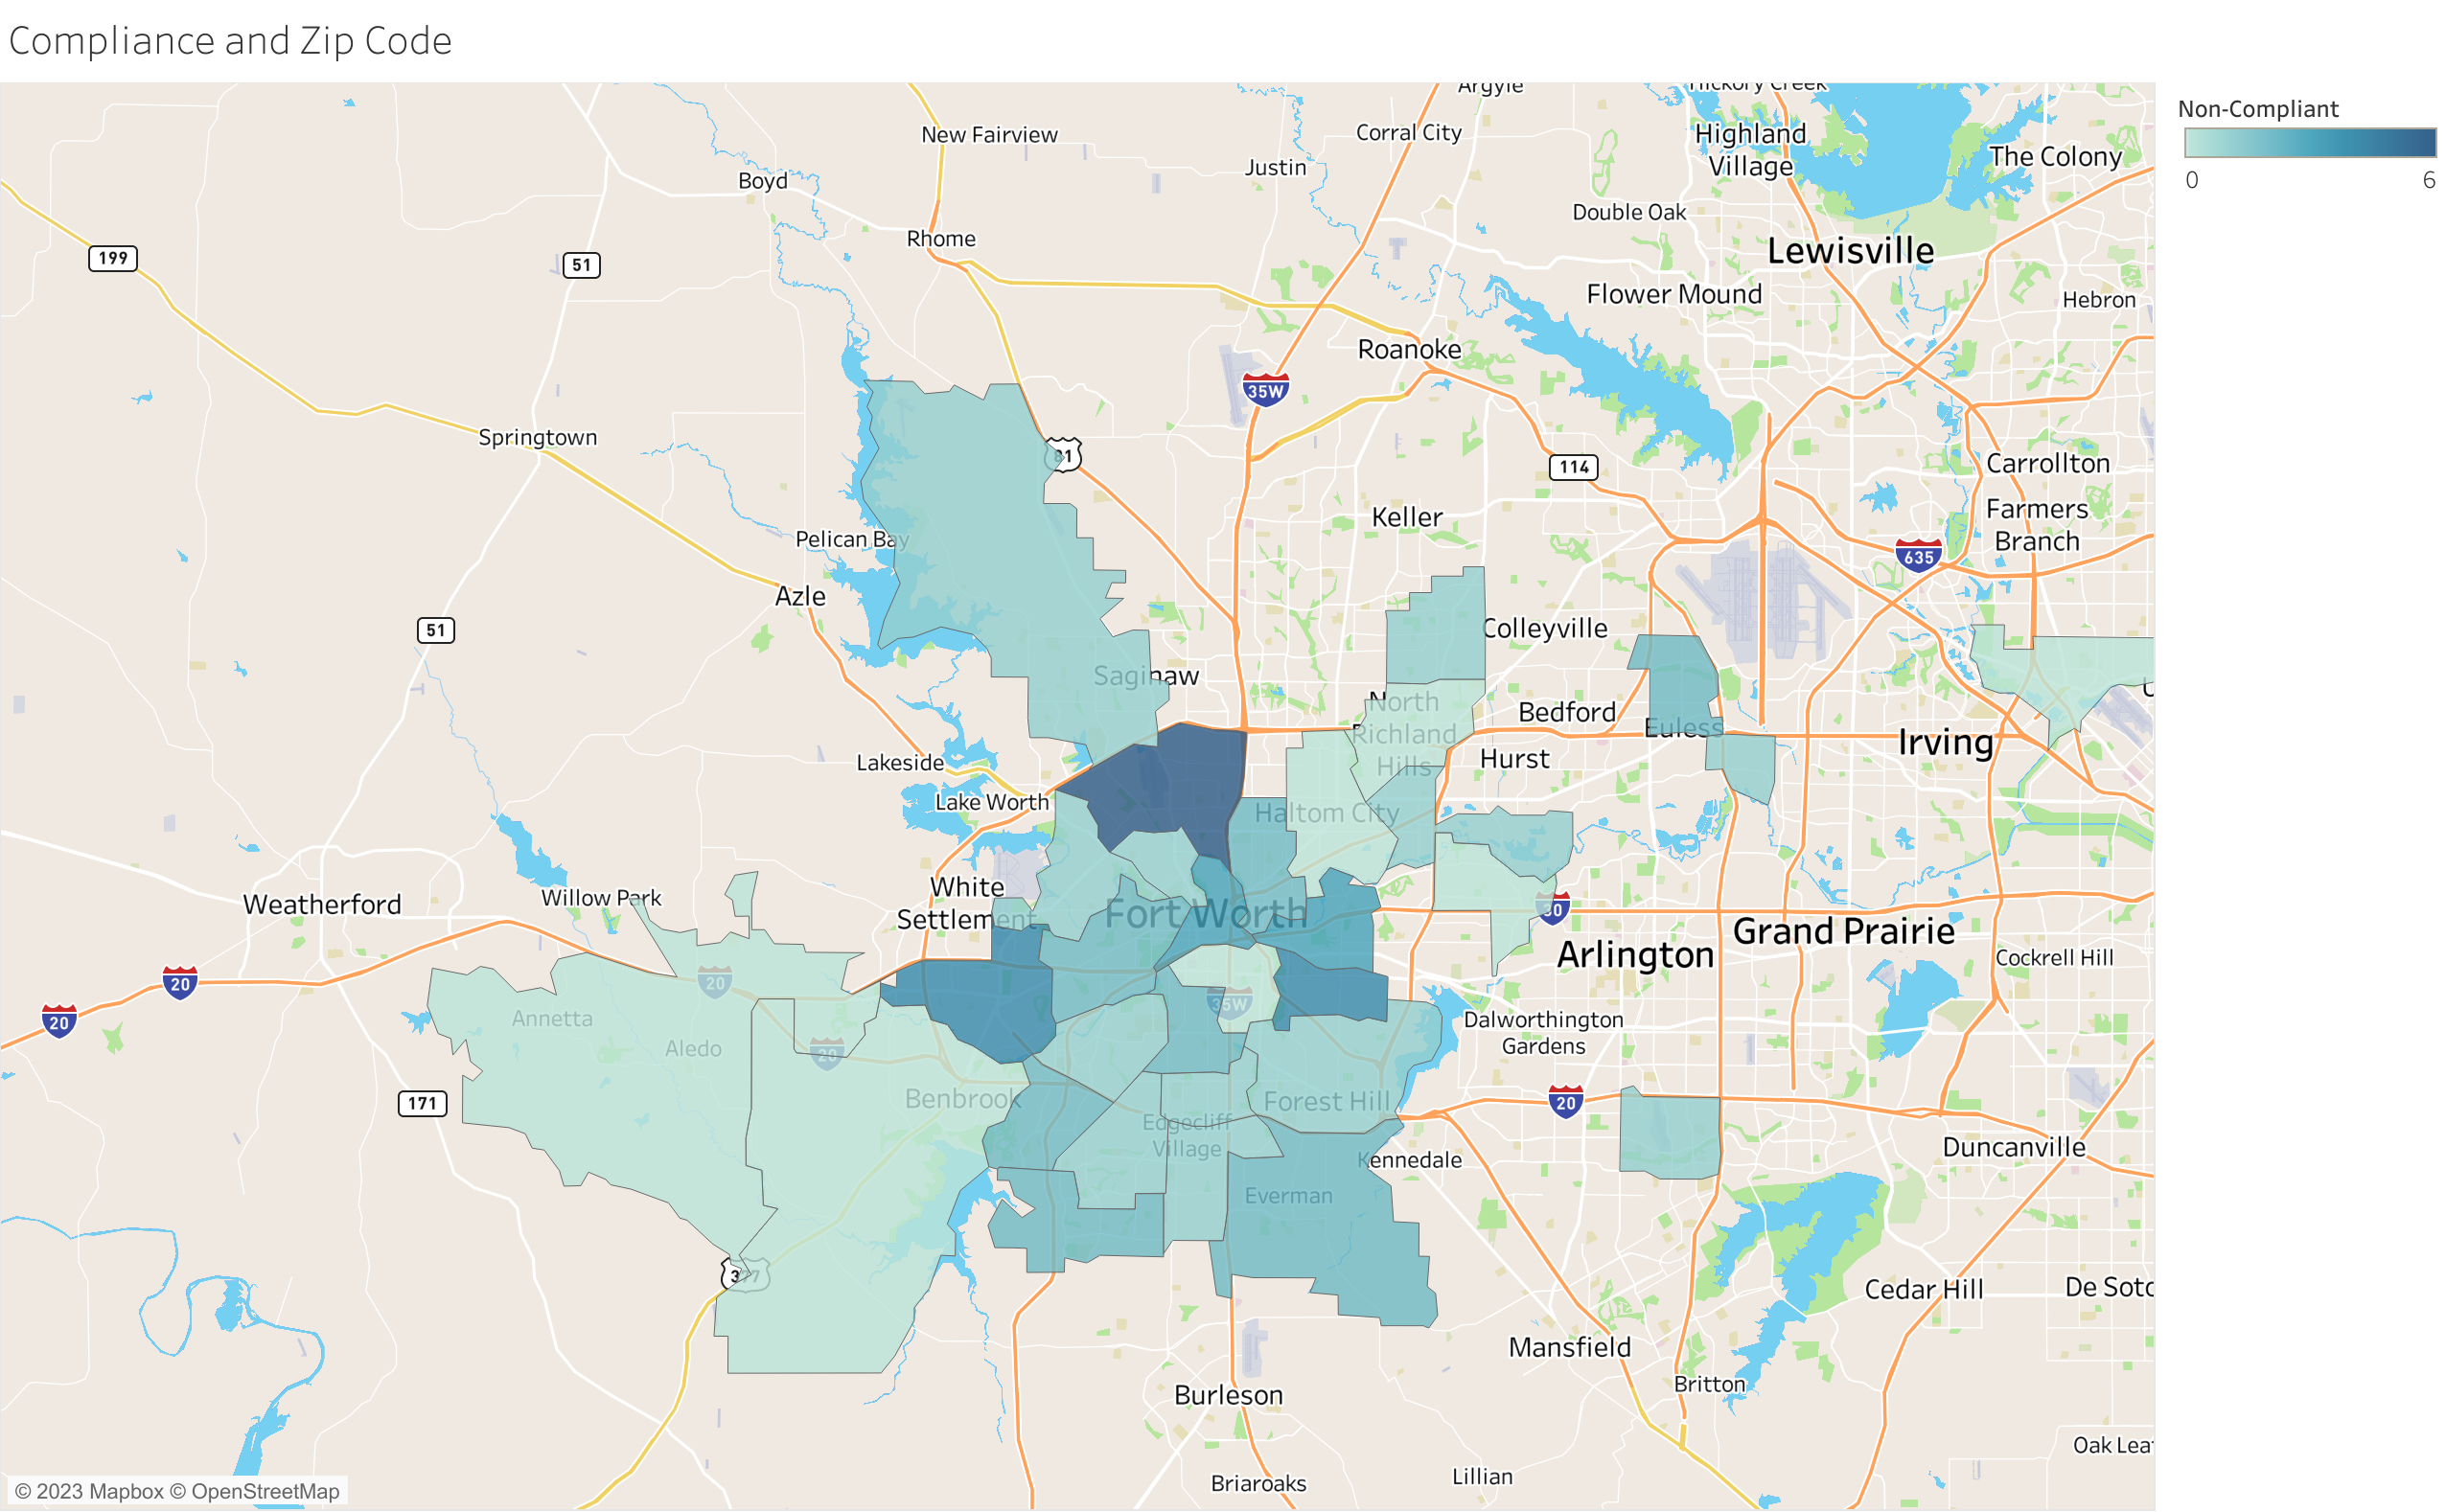 Compliance and Zip Code
Non-Compliant
0
6
Argyle
Hickory Creek
New Fairview
Corral City
Highland
Village
The Colony
Justin
Boyd
Double Oak
Rhome
Lewisville
199
51
Flower Mound
Hebron
Roanoke
35W
Springtown
81
114
Carrollton
Farmers
Branch
Keller
Pelican Bay
635
Azle
51
Colleyville
Saginaw
North
Richland
Hills
Bedford
Euless
Irving
Hurst
Lakeside
Lake Worth
Haltom City
White
Settlement
Weatherford
Willow Park
Fort Worth
30
Grand Prairie
Arlington
Cockrell Hill
20
20
35W
20
Annetta
Dalworthington
Gardens
Aledo
20
Benbrook
Forest Hill
171
20
Edgecliff
Village
Kennedale
Duncanville
Everman
377
Cedar Hill
De Soto
Mansfield
Britton
Burleson
Oak Leaf
Lillian
Briaroaks
© 2023 Mapbox © OpenStreetMap